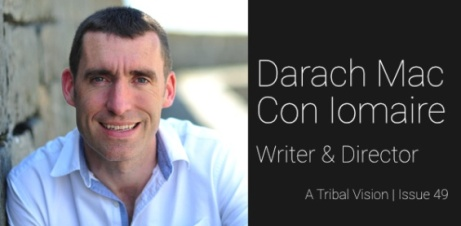 Darach Mac
Con Iomaire
Writer & Director
A Tribal Vision | Issue 49